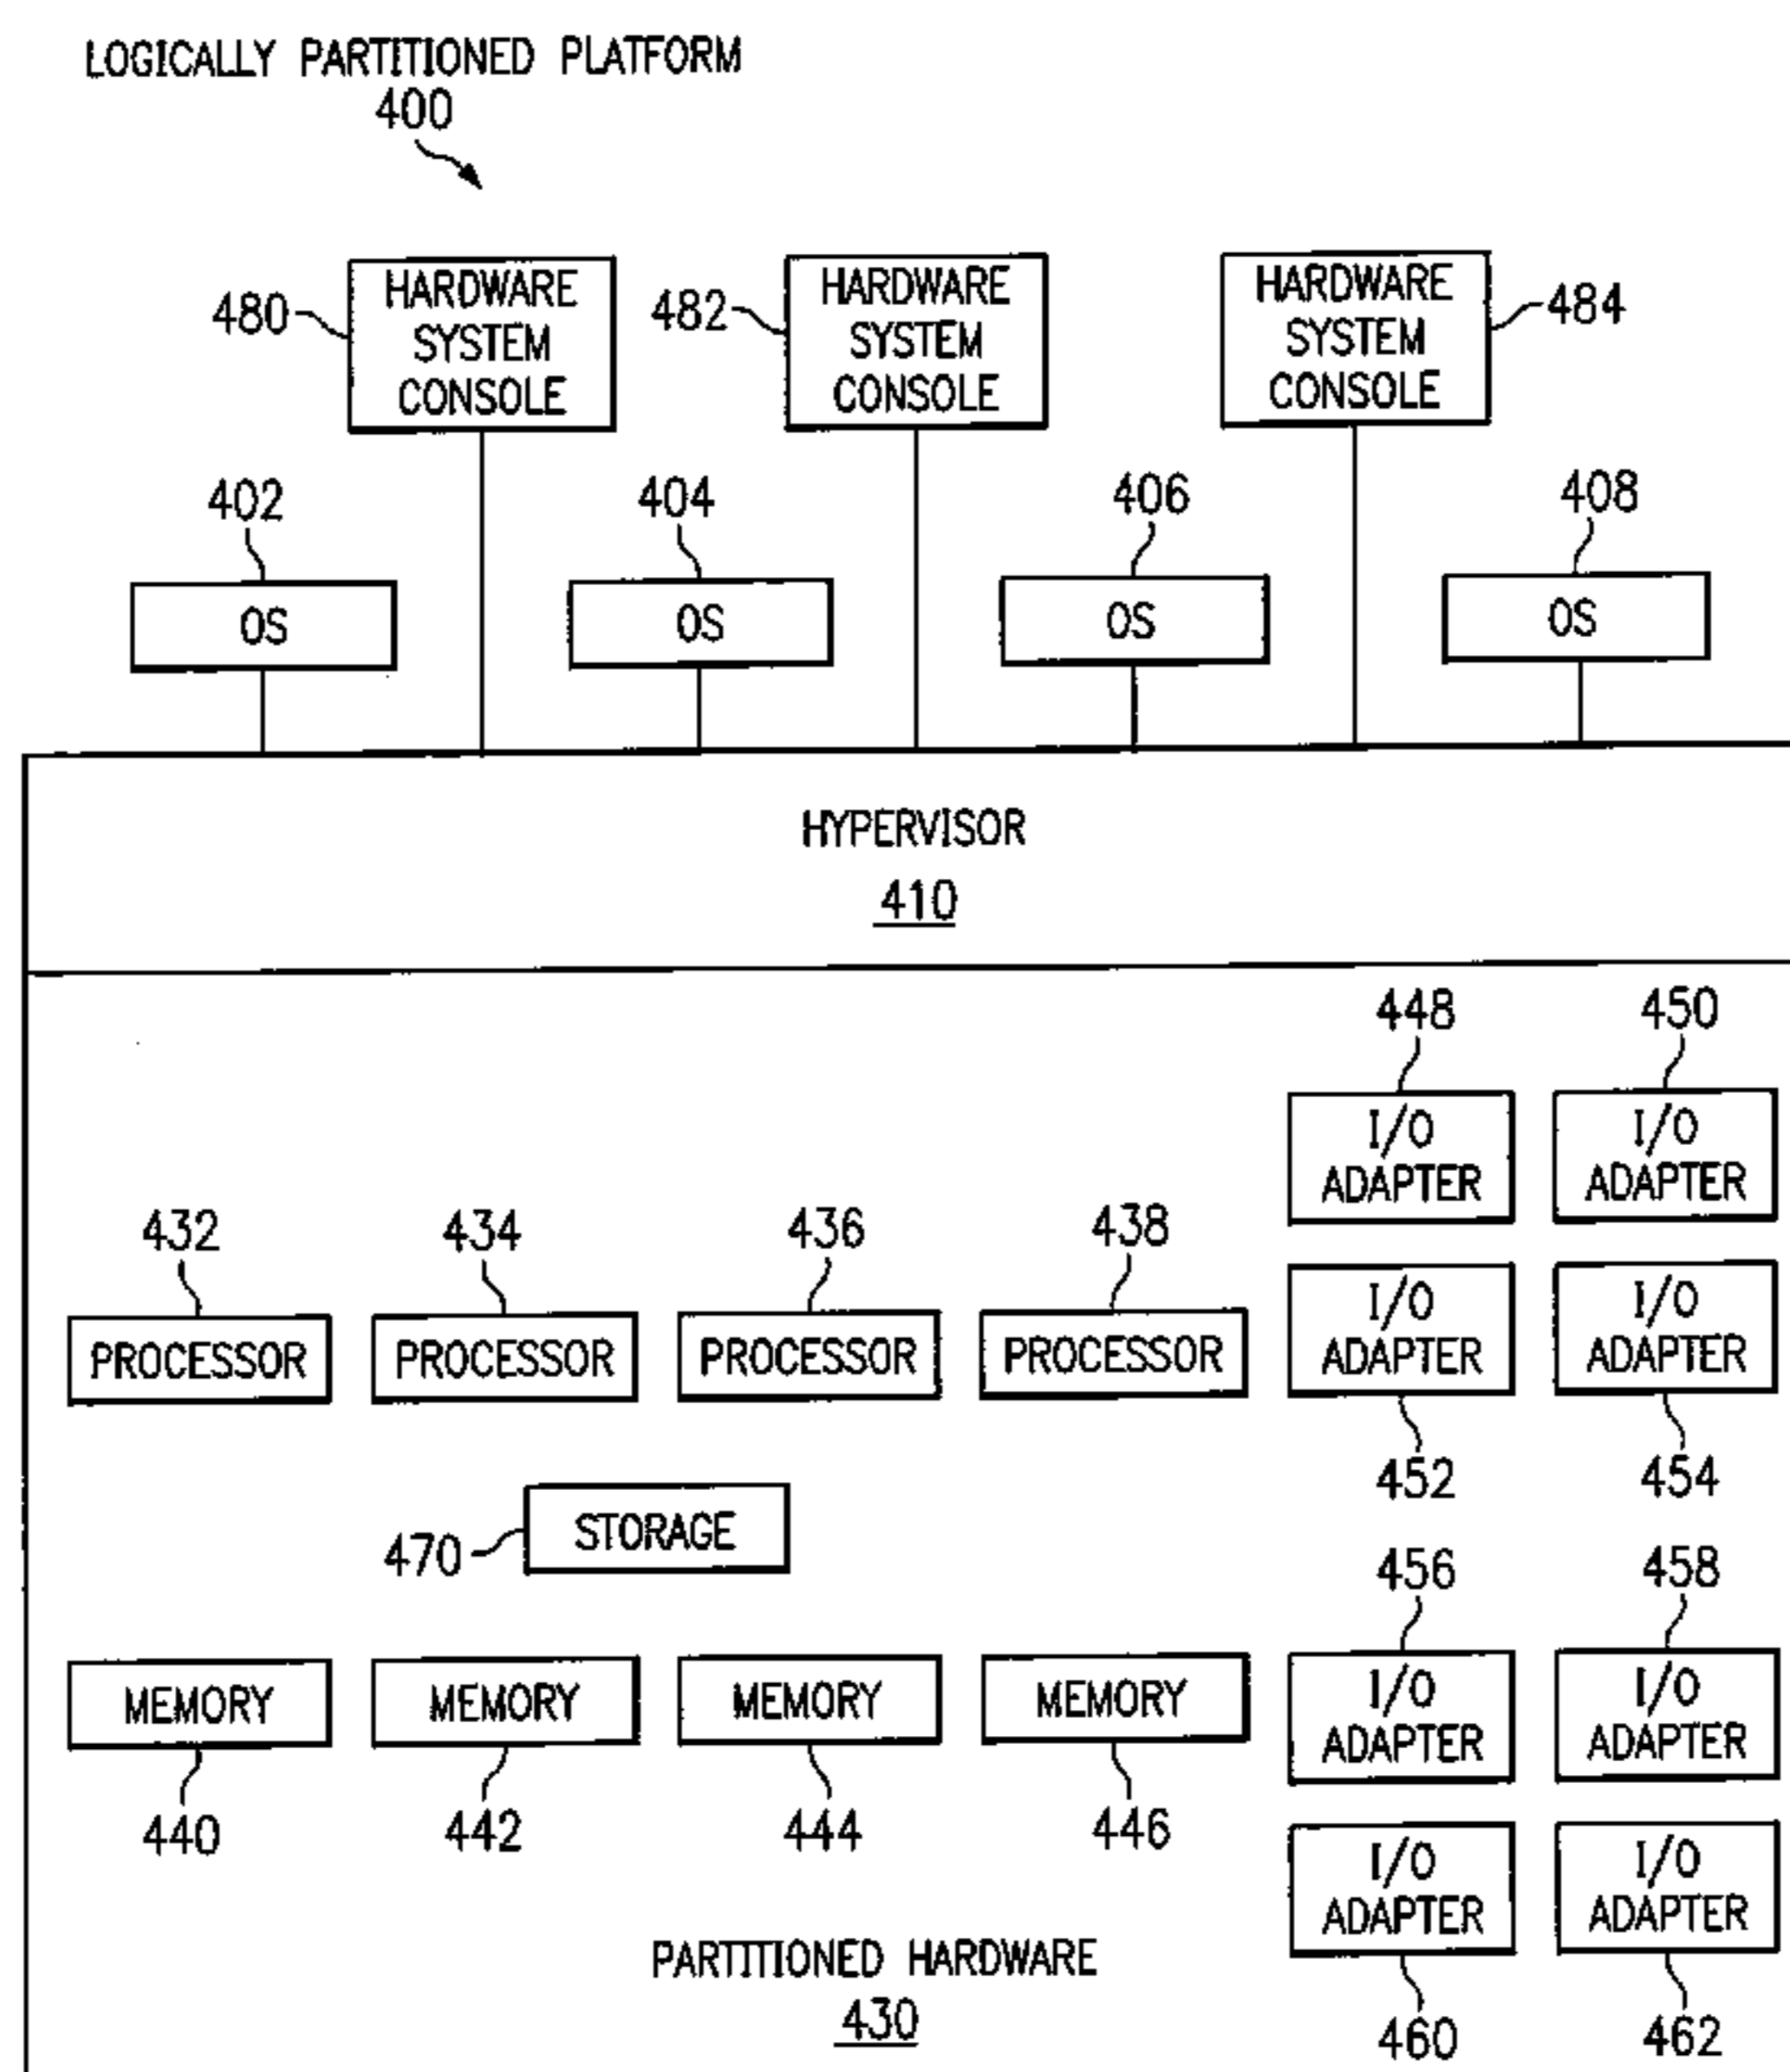 LOGICALLY PARTITIONED PLATFORM
400
HARDWARE
SYSTEM
CONSOLE
480
HARDWARE
SYSTEM
CONSOLE
482
HARDWARE
SYSTEM
CONSOLE
484
402
404
406
408
OS
OS
OS
OS
HYPERVISOR
410
448
450
I/O
ADAPTER
I/O
ADAPTER
432
434
436
438
PROCESSOR
PROCESSOR
PROCESSOR
PROCESSOR
I/O
ADAPTER
I/O
ADAPTER
452
454
470
STORAGE
456
458
MEMORY
MEMORY
MEMORY
MEMORY
I/O
ADAPTER
I/O
ADAPTER
440
442
444
446
I/O
ADAPTER
I/O
ADAPTER
460
462
PARTITIONED HARDWARE
430